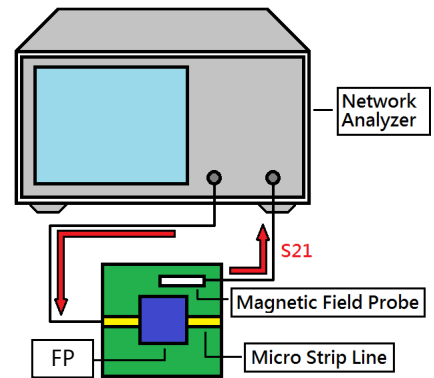 Network
Analyzer
S21
Magnetic Field Probe
FP
Micro Strip Line